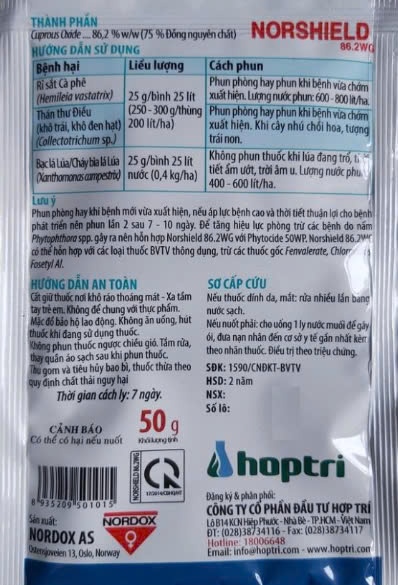 THÀNH PHẦN
Cuprous Oxide .... 86,2 % w/w (75 % Đồng nguyên chất)
NORSHIELD
86.2WG
HƯỚNG DẪN SỬ DỤNG
Bệnh hại
Liều lượng
Cách phun
Rỉ sắt Cà phê
(Hemileia vastatrix)
25 g/bình 25 lít
(250 - 300 g/thùng
200 lít/ha)
Phun phòng hay phun khi bệnh vừa chớm
xuất hiện. Lượng nước phun: 600 - 800 lít/ha.
Thán thư Điều
(khô trái, khô đen hạt)
(Collectotrichum sp.)
Phun phòng hay phun khi bệnh vừa chớm
xuất hiện. Khi cây nhú chồi hoa, tượng
trái non.
Bạc lá Lúa/Cháy bìa lá Lúa
(Xanthomonas campestris)
25 g/bình 25 lít
nước (0,4 kg/ha)
Không phun thuốc khi lúa đang trổ,
tiết ẩm ướt, trời âm u. Lượng nước
400 - 600 lít/ha.
Lưu ý
Phun phòng hay khi bệnh mới vừa xuất hiện, nếu áp lực bệnh cao và thời tiết thuận lợi cho bệnh
phát triển nên phun lần 2 sau 7 - 10 ngày. Để tăng hiệu lực phòng trừ các bệnh do nấm
Phytophthora spp. gây ra nên hỗn hợp Norshield 86.2WG với Phytocide 50WP. Norshield 86.2WG
có thể hỗn hợp với các loại thuốc BVTV thông dụng, trừ các thuốc gốc Fenvalerate,
Fosetyl Al.
HƯỚNG DẪN AN TOÀN
Cất giữ thuốc nơi khô ráo thoáng mát - Xa tầm
tay trẻ em. Không để chung với thực phẩm.
Mặc đồ bảo hộ lao động. Không ăn uống, hút
thuốc khi đang sử dụng thuốc.
Không phun thuốc ngược chiều gió. Tắm rửa,
thay quần áo sạch sau khi phun thuốc.
Thu gom và tiêu hủy bao bì, thuốc thừa theo
quy định chất thải nguy hại
Thời gian cách ly: 7 ngày.
SƠ CẤP CỨU
Nếu thuốc dính da, mắt: rửa nhiều lần bằng
nước sạch.
Nếu nuốt phải: cho uống 1 ly nước muối để gây
ói, đưa nạn nhân đến cơ sở y tế gần nhất kèm
theo nhãn thuốc. Điều trị theo triệu chứng.
SĐK: 1590/CNĐKT-BVTV
HSD: 2 năm
NSX:
Số lô:
CẢNH BÁO
Có thể có hại nếu nuốt
50 g
Khối lượng tịnh
8 935209 501015
NORSHIELD 86.2WG
CR
hoptri
Sản xuất:
NORDOX AS
Ostensjoveien 13, Oslo, Norway
NORDOX
Đăng ký & phân phối:
CÔNG TY CỔ PHẦN ĐẦU TƯ HỢP TRÍ
Lô B14 KCN Hiệp Phước - Nhà Bè - TP.HCM - Việt Nam
ĐT: (028)38734116 - Fax: (028)38734117
Hotline: 18006648
Email: info@hoptri.com - www.hoptri.com